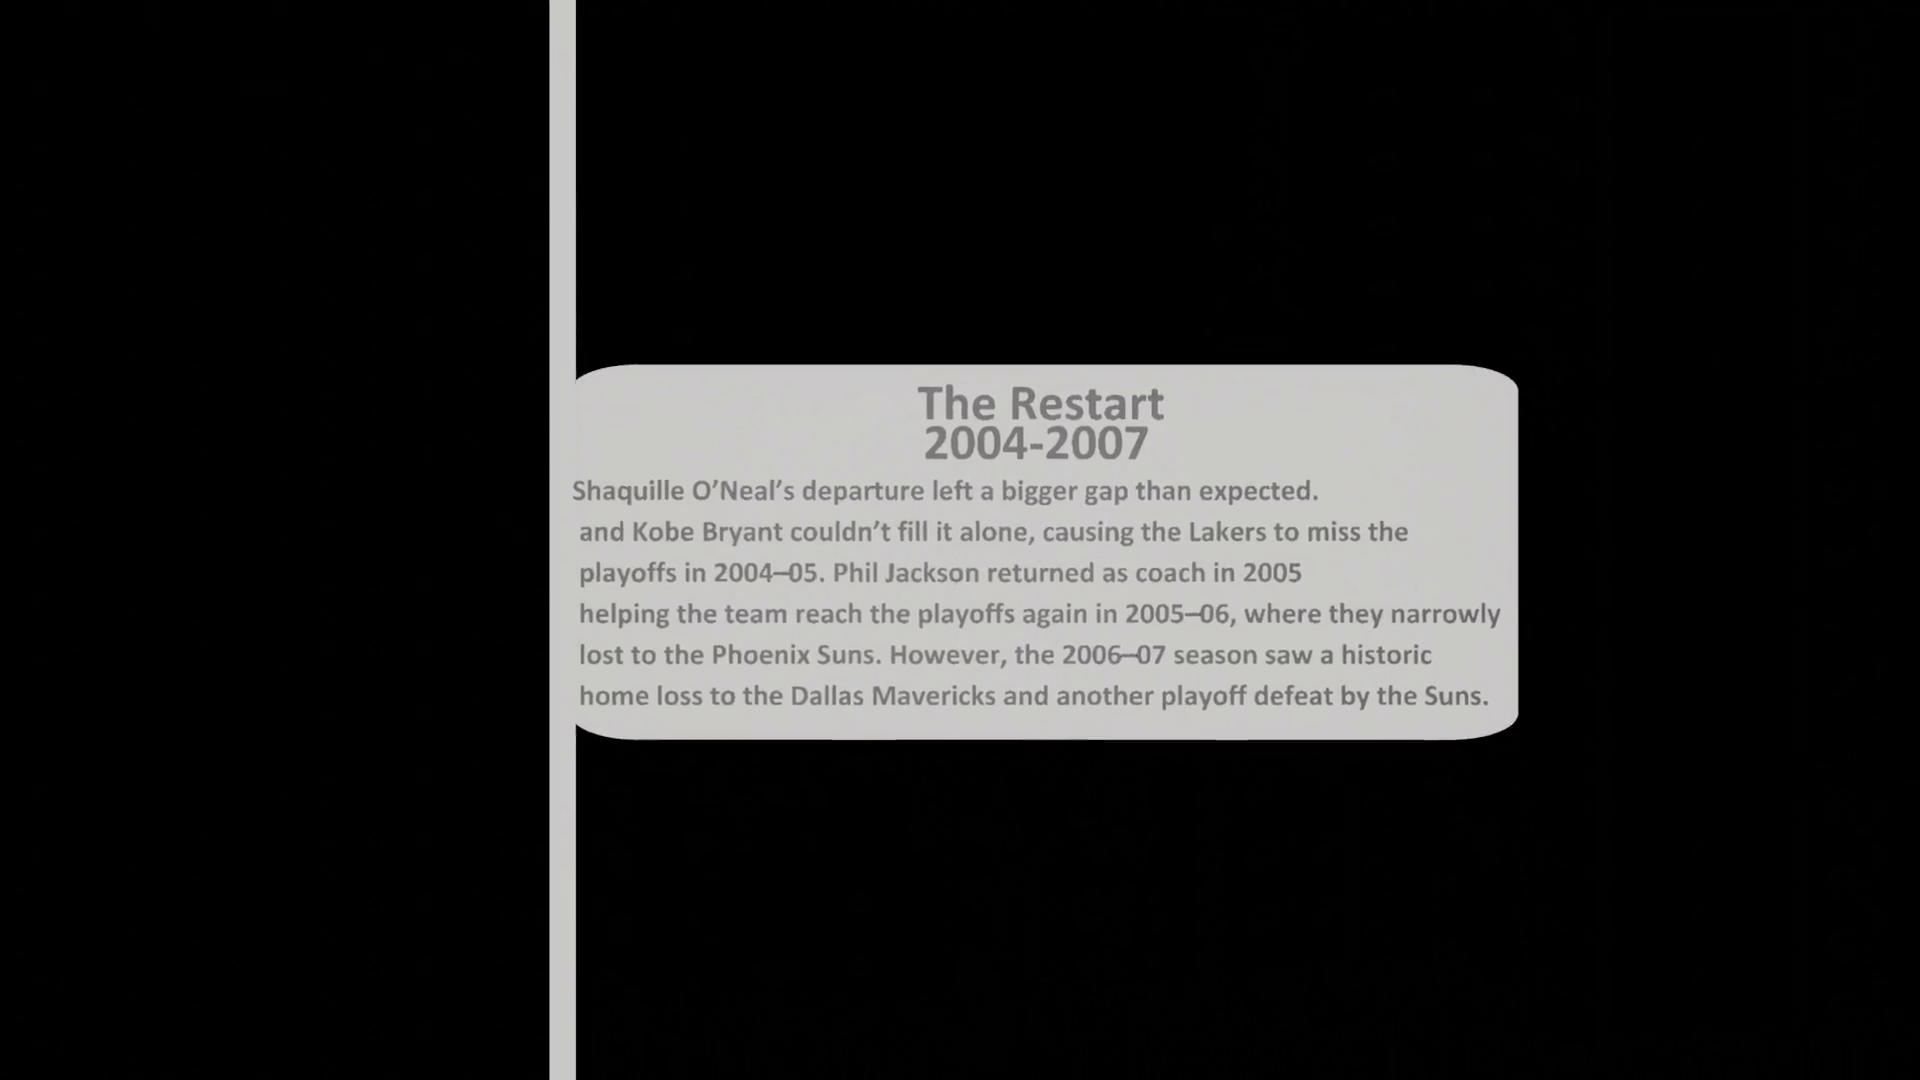 The Restart
2004-2007
Shaquille O’Neal’s departure left a bigger gap than expected.
and Kobe Bryant couldn’t fill it alone, causing the Lakers to miss the
playoffs in 2004–05. Phil Jackson returned as coach in 2005
helping the team reach the playoffs again in 2005–06, where they narrowly
lost to the Phoenix Suns. However, the 2006–07 season saw a historic
home loss to the Dallas Mavericks and another playoff defeat by the Suns.